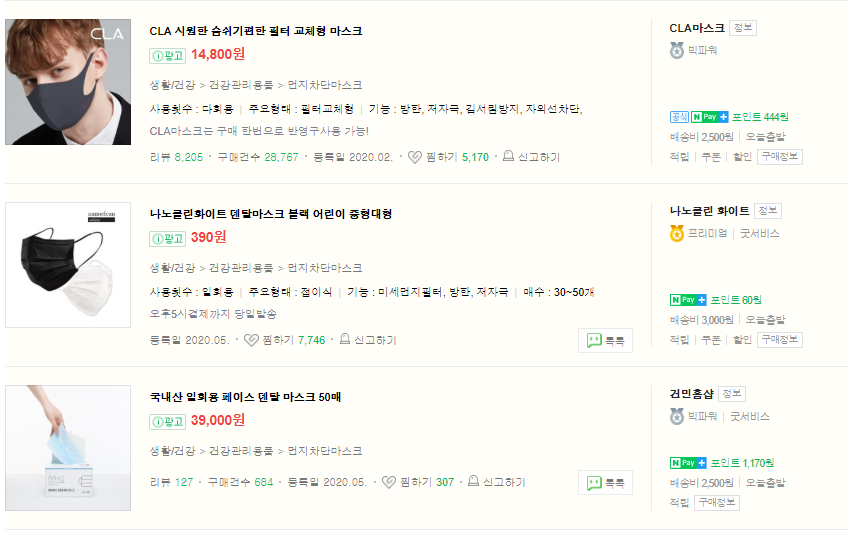 CLA
CLA 시원한 숨쉬기편한 필터 교체형 마스크
광고 14,800원
생활/건강 > 건강관리용품 > 먼지차단마스크
사용횟수 : 다회용 | 주요형태 : 필터교체형 | 기능 : 방한, 저자극, 김서림방지, 자외선차단,
CLA마스크는 구매 한번으로 반영구사용 가능!
리뷰 8,205 · 구매건수 28,767 · 등록일 2020.02. · 찜하기 5,170 · 신고하기
CLA마스크 정보
빅파워
공식 N Pay + 포인트 444원
배송비 2,500원 | 오늘출발
적립 | 쿠폰 | 할인 구매정보
nanoclean
나노클린화이트 덴탈마스크 블랙 어린이 중형대형
광고 390원
생활/건강 > 건강관리용품 > 먼지차단마스크
사용횟수 : 일회용 | 주요형태 : 접이식 | 기능 : 미세먼지필터, 방한, 저자극 | 매수 : 30~50개
오후5시결제까지 당일발송
등록일 2020.05. · 찜하기 7,746 · 신고하기
톡톡
나노클린 화이트 정보
프리미엄 | 굿서비스
N Pay + 포인트 60원
배송비 3,000원 | 오늘출발
적립 | 쿠폰 | 할인 구매정보
국내산 일회용 페이스 덴탈 마스크 50매
광고 39,000원
생활/건강 > 건강관리용품 > 먼지차단마스크
리뷰 127 · 구매건수 684 · 등록일 2020.05. · 찜하기 307 · 신고하기
톡톡
건민홈샵 정보
빅파워 | 굿서비스
N Pay + 포인트 1,170원
배송비 2,500원 | 오늘출발
적립 구매정보